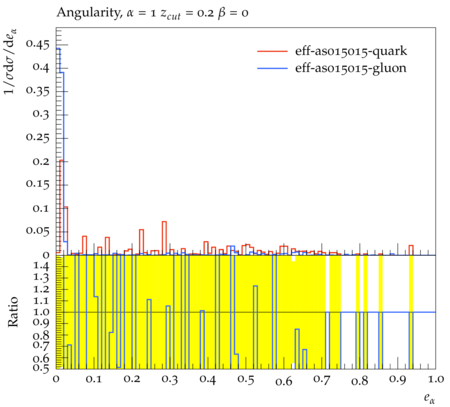 Angularity, α = 1 z_cut = 0.2 β = 0
1/σdσ/de_α
eff-as015015-quark
eff-as015015-gluon
0.45
0.4
0.35
0.3
0.25
0.2
0.15
0.1
0.05
0
Ratio
1.4
1.3
1.2
1.1
1.0
0.9
0.8
0.7
0.6
0.5
0 0.1 0.2 0.3 0.4 0.5 0.6 0.7 0.8 0.9 1.0
e_α